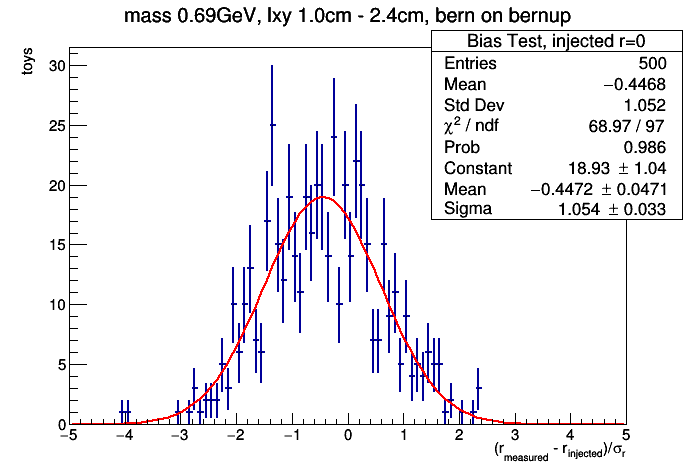 mass 0.69GeV, lxy 1.0cm - 2.4cm, bern on bernup
Bias Test, injected r=0
Entries 500
Mean −0.4468
Std Dev 1.052
χ² / ndf 68.97 / 97
Prob 0.986
Constant 18.93 ± 1.04
Mean −0.4472 ± 0.0471
Sigma 1.054 ± 0.033
toys
30
25
20
15
10
5
0
−5 −4 −3 −2 −1 0 1 2 3 4 5
(r_measured - r_injected)/σ_r